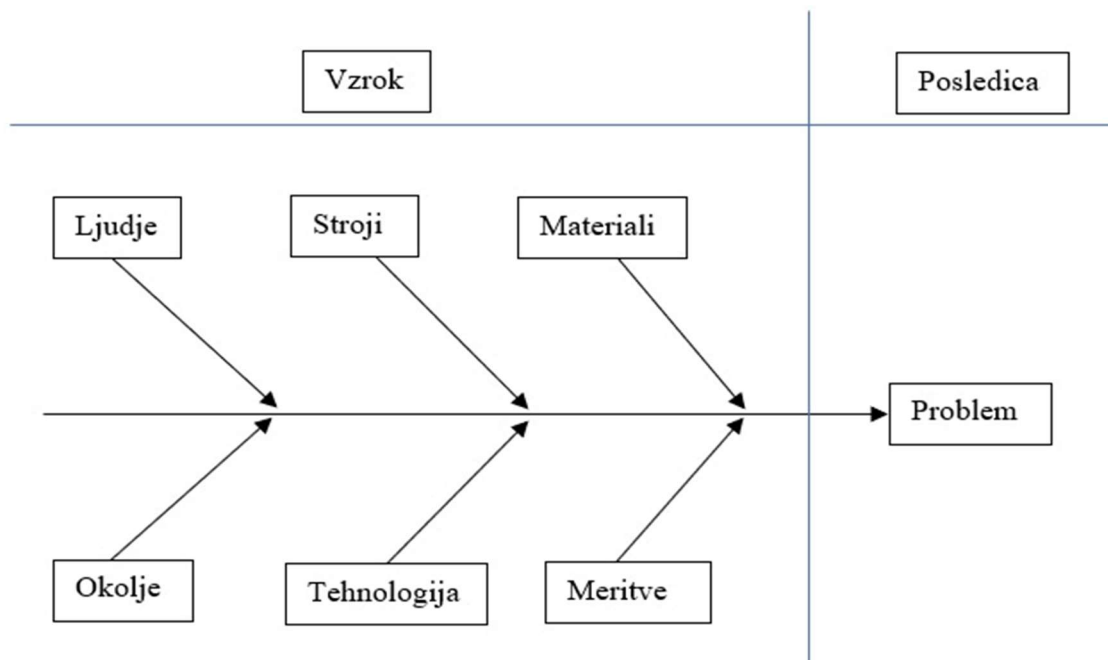 Vzrok
Posledica
Ljudje
Stroji
Materiali
Problem
Okolje
Tehnologija
Meritve